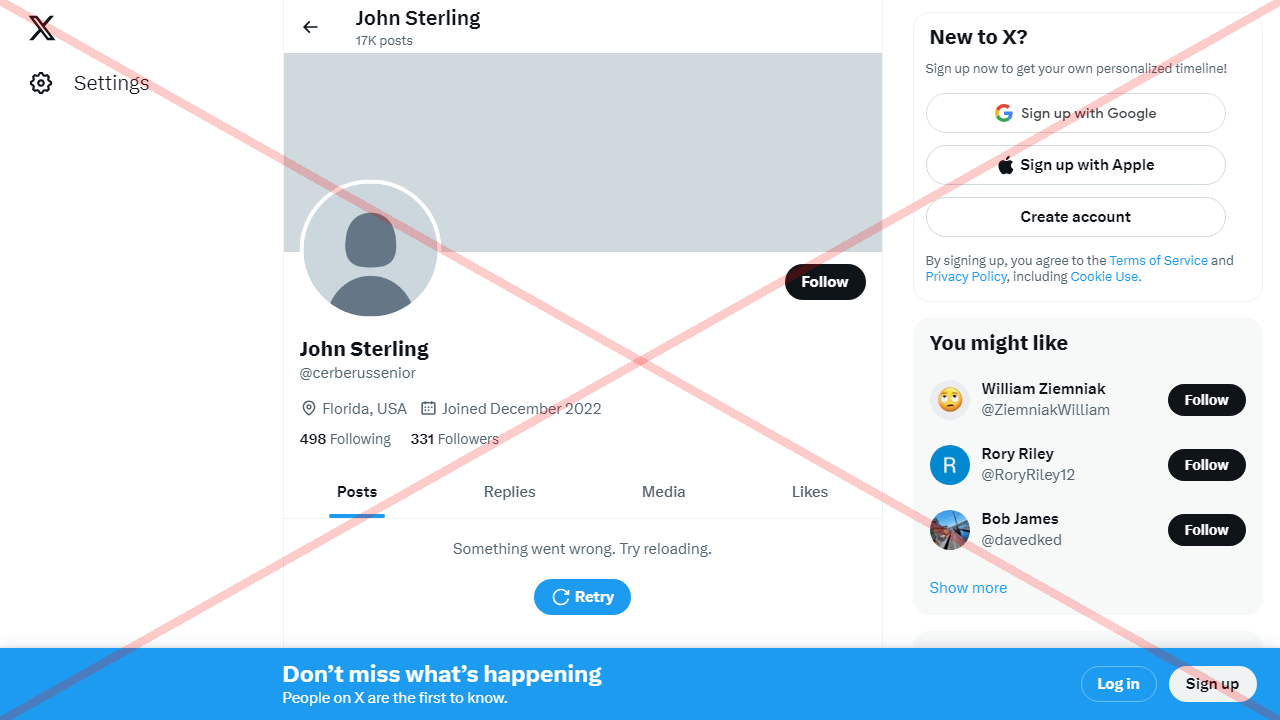 Settings
John Sterling
17K posts
Follow
John Sterling
@cerberussenior
Florida, USA Joined December 2022
498 Following 331 Followers
Posts Replies Media Likes
Something went wrong. Try reloading.
Retry
New to X?
Sign up now to get your own personalized timeline!
Sign up with Google
Sign up with Apple
Create account
By signing up, you agree to the Terms of Service and
Privacy Policy, including Cookie Use.
You might like
William Ziemniak
@ZiemniakWilliam
Follow
R
Rory Riley
@RoryRiley12
Follow
Bob James
@davedked
Follow
Show more
Don’t miss what’s happening
People on X are the first to know.
Log in
Sign up